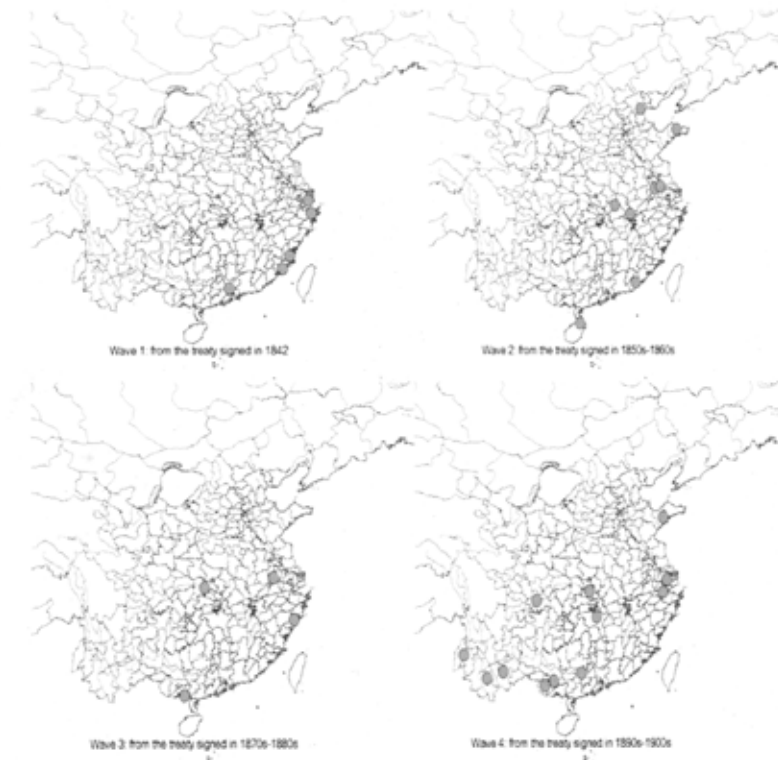 Wave 1: from the treaty signed in 1842
Wave 2: from the treaty signed in 1850s-1860s
Wave 3: from the treaty signed in 1870s-1880s
Wave 4: from the treaty signed in 1890s-1900s